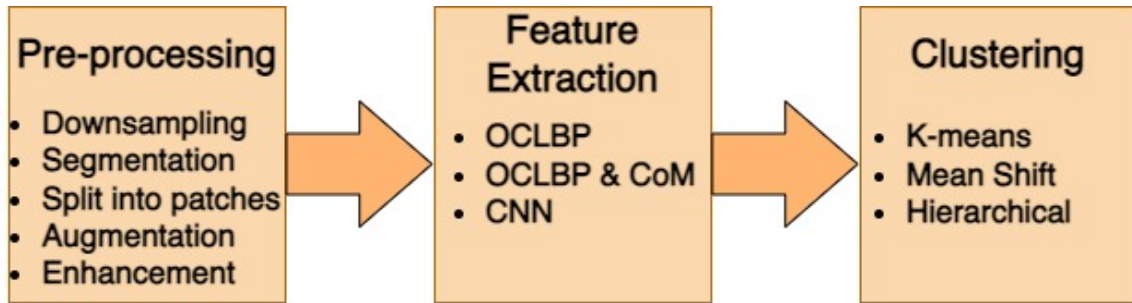 Pre-processing
• Downsampling
• Segmentation
• Split into patches
• Augmentation
• Enhancement
Feature
Extraction
• OCLBP
• OCLBP & CoM
• CNN
Clustering
• K-means
• Mean Shift
• Hierarchical